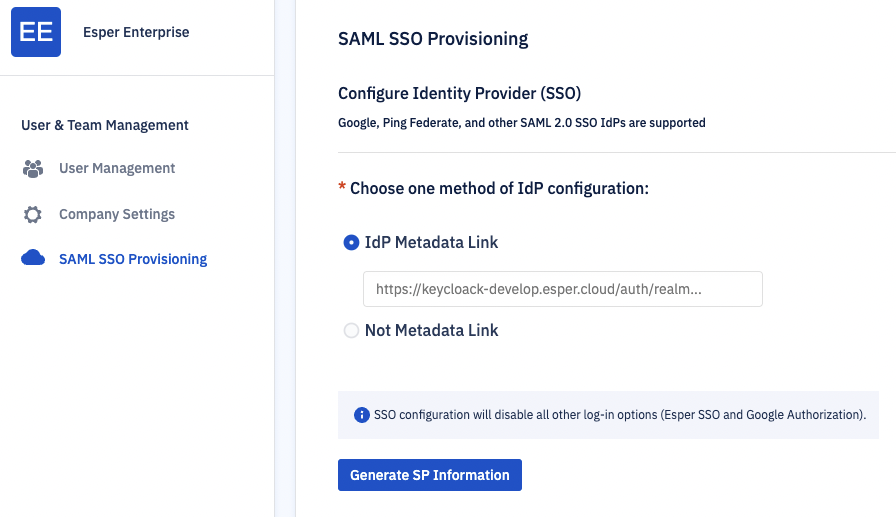 EE
Esper Enterprise
User & Team Management
User Management
Company Settings
SAML SSO Provisioning
SAML SSO Provisioning
Configure Identity Provider (SSO)
Google, Ping Federate, and other SAML 2.0 SSO IdPs are supported
* Choose one method of IdP configuration:
IdP Metadata Link
https://keycloack-develop.esper.cloud/auth/realm...
Not Metadata Link
SSO configuration will disable all other log-in options (Esper SSO and Google Authorization).
Generate SP Information